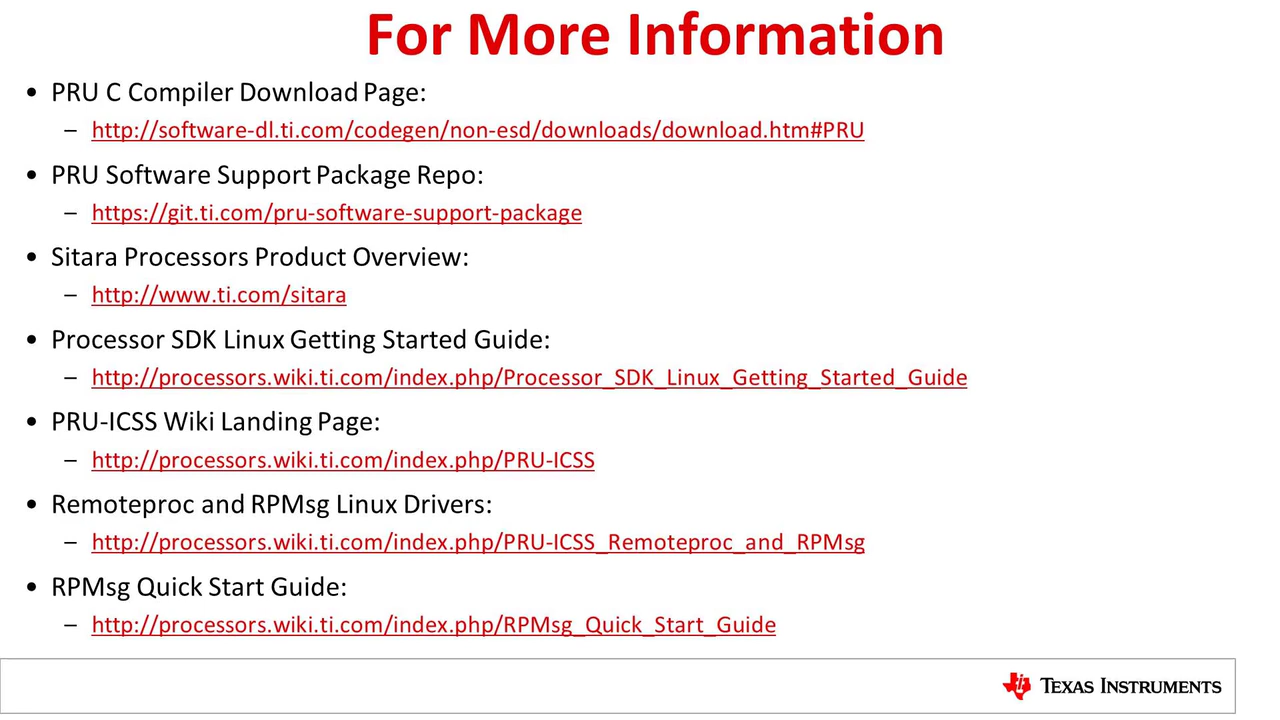 For More Information
• PRU C Compiler Download Page:
– http://software-dl.ti.com/codegen/non-esd/downloads/download.htm#PRU
• PRU Software Support Package Repo:
– https://git.ti.com/pru-software-support-package
• Sitara Processors Product Overview:
– http://www.ti.com/sitara
• Processor SDK Linux Getting Started Guide:
– http://processors.wiki.ti.com/index.php/Processor_SDK_Linux_Getting_Started_Guide
• PRU-ICSS Wiki Landing Page:
– http://processors.wiki.ti.com/index.php/PRU-ICSS
• Remoteproc and RPMsg Linux Drivers:
– http://processors.wiki.ti.com/index.php/PRU-ICSS_Remoteproc_and_RPMsg
• RPMsg Quick Start Guide:
– http://processors.wiki.ti.com/index.php/RPMsg_Quick_Start_Guide
TEXAS INSTRUMENTS